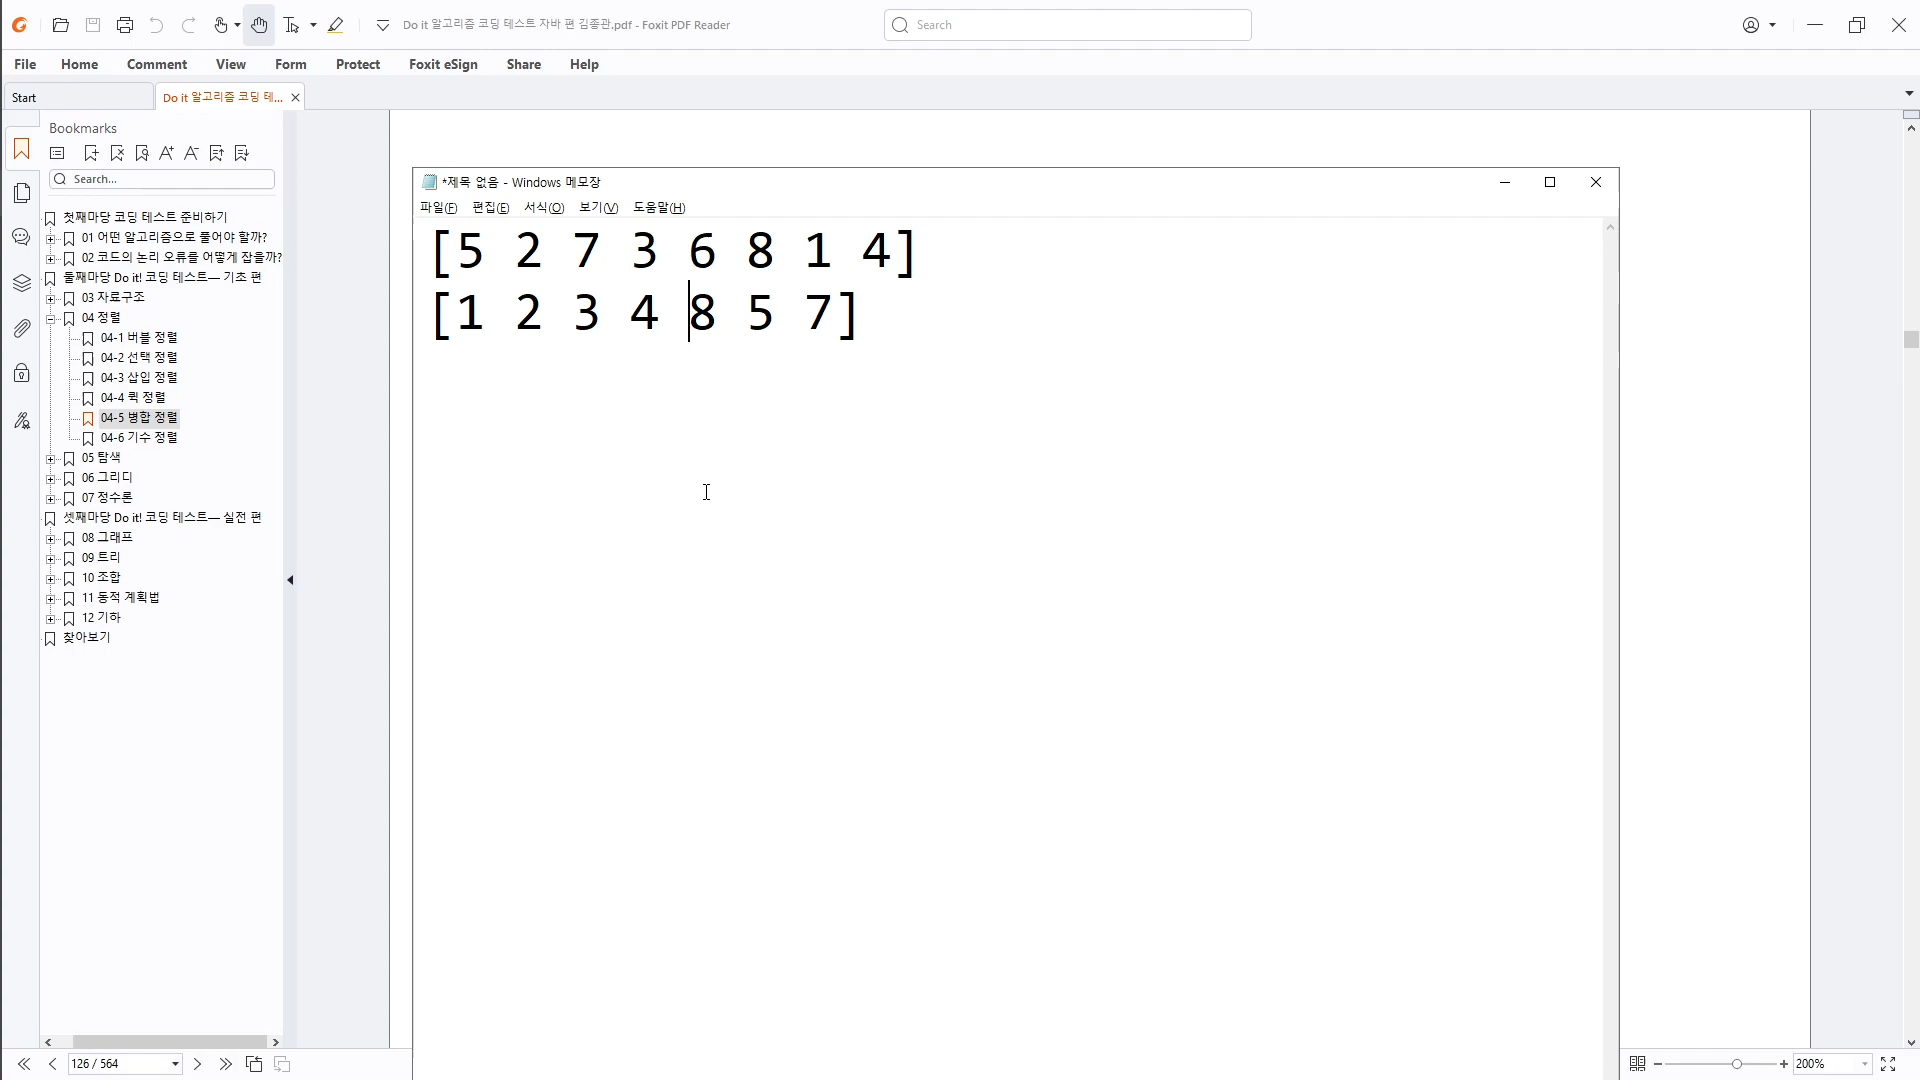 Do it 알고리즘 코딩 테스트 자바 편 김종관.pdf - Foxit PDF Reader
Search
File Home Comment View Form Protect Foxit eSign Share Help
Start
Do it 알고리즘 코딩 테...
Bookmarks
Search...
첫째마당 코딩 테스트 준비하기
01 어떤 알고리즘으로 풀어야 할까?
02 코드의 논리 오류를 어떻게 잡을까?
둘째마당 Do it! 코딩 테스트— 기초 편
03 자료구조
04 정렬
04-1 버블 정렬
04-2 선택 정렬
04-3 삽입 정렬
04-4 퀵 정렬
04-5 병합 정렬
04-6 기수 정렬
05 탐색
06 그리디
07 정수론
셋째마당 Do it! 코딩 테스트— 실전 편
08 그래프
09 트리
10 조합
11 동적 계획법
12 기하
찾아보기
*제목 없음 - Windows 메모장
파일(F) 편집(E) 서식(O) 보기(V) 도움말(H)
[5 2 7 3 6 8 1 4]
[1 2 3 4 8 5 7]
126 / 564
200%